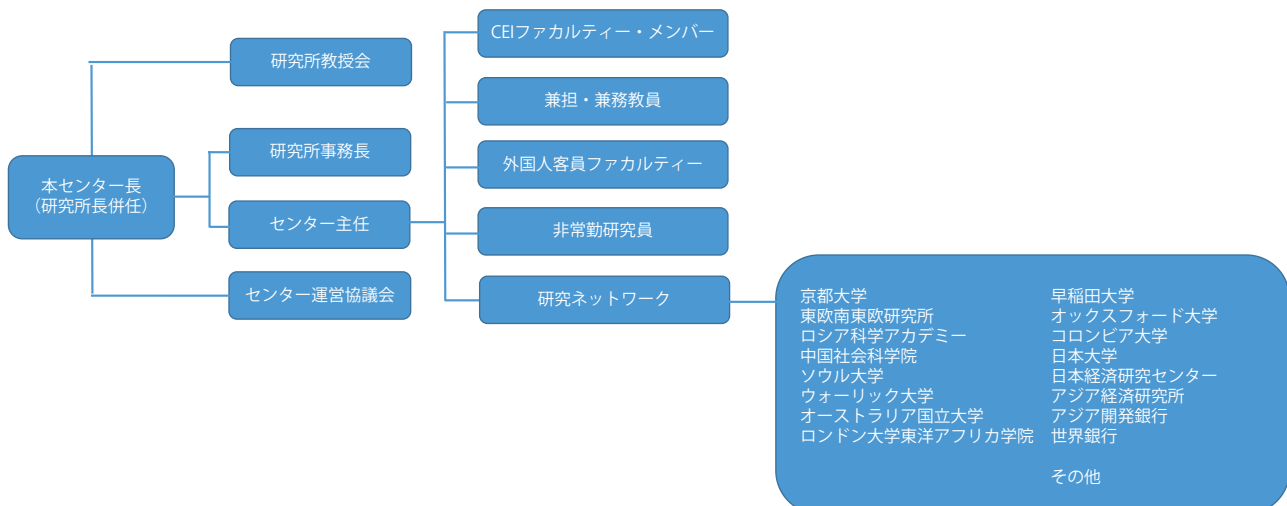 CEIファカルティー・メンバー
研究所教授会
兼担・兼務教員
研究所事務長
外国人客員ファカルティー
本センター長
（研究所長併任）
センター主任
非常勤研究員
センター運営協議会
研究ネットワーク
京都大学
東欧南東欧研究所
ロシア科学アカデミー
中国社会科学院
ソウル大学
ウォーリック大学
オーストラリア国立大学
ロンドン大学東洋アフリカ学院
早稲田大学
オックスフォード大学
コロンビア大学
日本大学
日本経済研究センター
アジア経済研究所
アジア開発銀行
世界銀行
その他